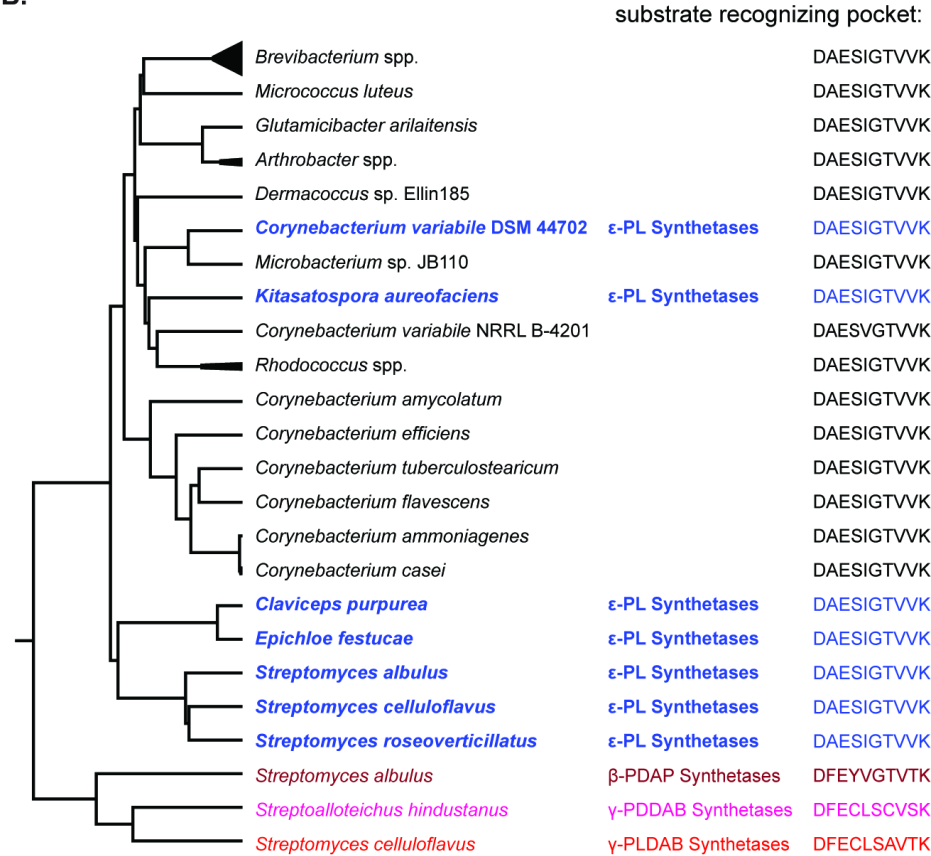 B.
substrate recognizing pocket:
Brevibacterium spp. DAESIGTVVK
Micrococcus luteus DAESIGTVVK
Glutamicibacter arilaitensis DAESIGTVVK
Arthrobacter spp. DAESIGTVVK
Dermacoccus sp. Ellin185 DAESIGTVVK
Corynebacterium variabile DSM 44702 ε-PL Synthetases DAESIGTVVK
Microbacterium sp. JB110 DAESIGTVVK
Kitasatospora aureofaciens ε-PL Synthetases DAESIGTVVK
Corynebacterium variabile NRRL B-4201 DAESVGTVVK
Rhodococcus spp. DAESIGTVVK
Corynebacterium amycolatum DAESIGTVVK
Corynebacterium efficiens DAESIGTVVK
Corynebacterium tuberculostearicum DAESIGTVVK
Corynebacterium flavescens DAESIGTVVK
Corynebacterium ammoniagenes DAESIGTVVK
Corynebacterium casei DAESIGTVVK
Claviceps purpurea ε-PL Synthetases DAESIGTVVK
Epichloe festucae ε-PL Synthetases DAESIGTVVK
Streptomyces albulus ε-PL Synthetases DAESIGTVVK
Streptomyces celluloflavus ε-PL Synthetases DAESIGTVVK
Streptomyces roseoverticillatus ε-PL Synthetases DAESIGTVVK
Streptomyces albulus β-PDAP Synthetases DFEYVGTVTK
Streptoalloteichus hindustanus γ-PDDAB Synthetases DFECLSCVSK
Streptomyces celluloflavus γ-PLDAB Synthetases DFECLSAVTK